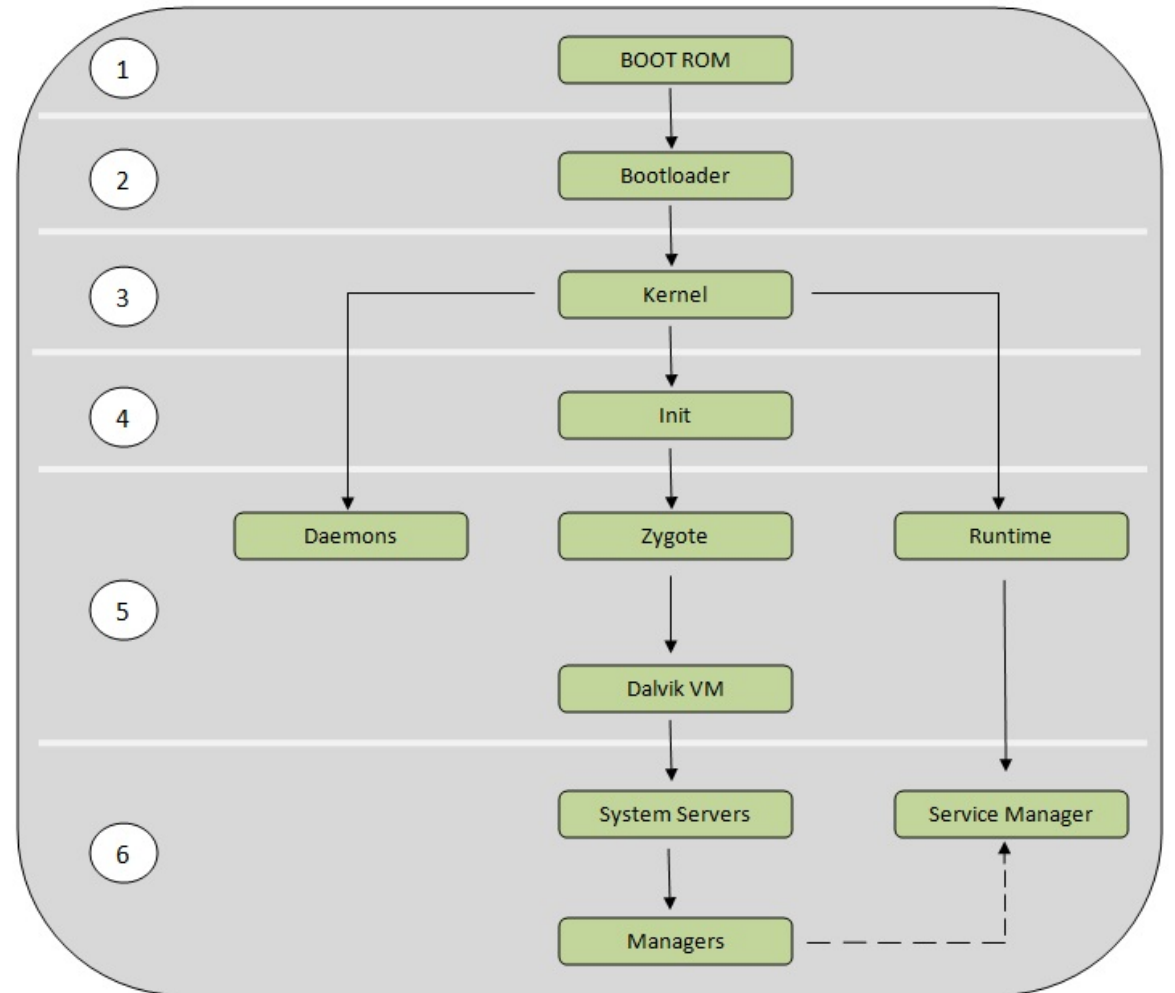 1
BOOT ROM
2
Bootloader
3
Kernel
4
Init
Daemons
Zygote
Runtime
5
Dalvik VM
System Servers
Service Manager
6
Managers